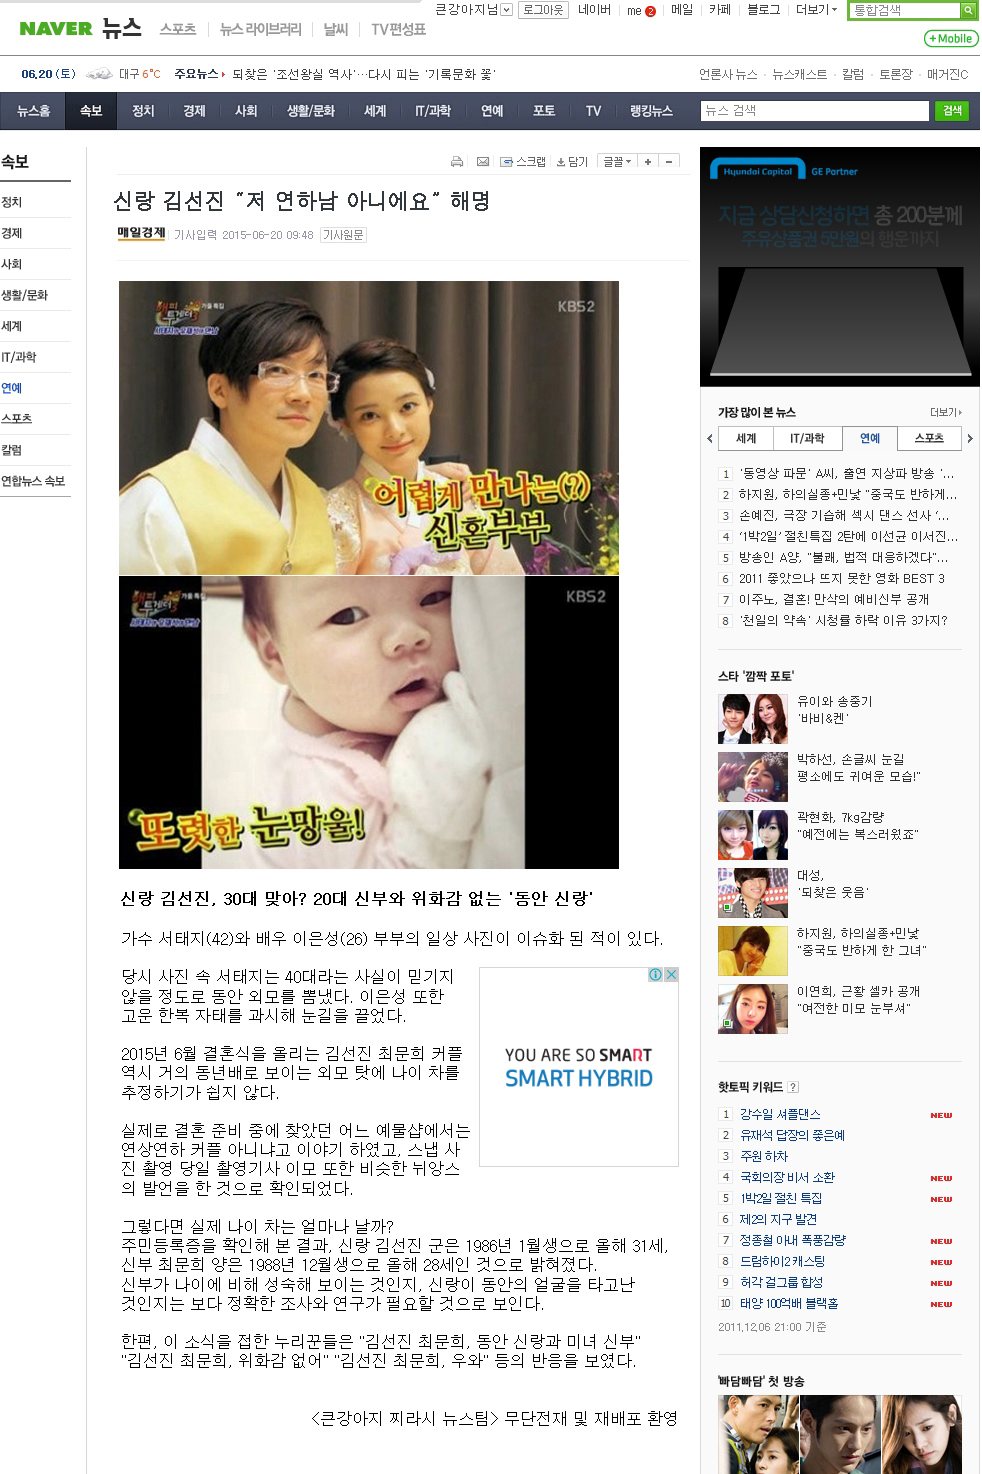 큰강아지님 로그아웃 네이버 me 2 메일 카페 블로그 더보기 통합검색
NAVER 뉴스 스포츠 뉴스 라이브러리 날씨 TV편성표
+Mobile
06.20 (토) 대구 6°C 주요뉴스 되찾은 '조선왕실 역사'…다시 피는 '기록문화 꽃' 언론사 뉴스 뉴스캐스트 칼럼 토론장 매거진C
뉴스홈 속보 정치 경제 사회 생활/문화 세계 IT/과학 연예 포토 TV 랭킹뉴스 뉴스 검색 검색
속보
정치
경제
사회
생활/문화
세계
IT/과학
연예
스포츠
칼럼
연합뉴스 속보
스크랩 담기 글꼴 + -
신랑 김선진 "저 연하남 아니에요" 해명
매일경제 기사입력 2015-06-20 09:48 기사원문
해피투게더3 가을특집
KBS2
어렵게 만나는(?)
신혼부부
해피투게더3 가을특집
KBS2
또렷한 눈망울!
신랑 김선진, 30대 맞아? 20대 신부와 위화감 없는 '동안 신랑'
가수 서태지(42)와 배우 이은성(26) 부부의 일상 사진이 이슈화 된 적이 있다.
당시 사진 속 서태지는 40대라는 사실이 믿기지
않을 정도로 동안 외모를 뽐냈다. 이은성 또한
고운 한복 자태를 과시해 눈길을 끌었다.
2015년 6월 결혼식을 올리는 김선진 최문희 커플
역시 거의 동년배로 보이는 외모 탓에 나이 차를
추정하기가 쉽지 않다.
실제로 결혼 준비 중에 찾았던 어느 예물샵에서는
연상연하 커플 아니냐고 이야기 하였고, 스냅 사
진 촬영 당일 촬영기사 이모 또한 비슷한 뉘앙스
의 발언을 한 것으로 확인되었다.
YOU ARE SO SMART
SMART HYBRID
그렇다면 실제 나이 차는 얼마나 날까?
주민등록증을 확인해 본 결과, 신랑 김선진 군은 1986년 1월생으로 올해 31세,
신부 최문희 양은 1988년 12월생으로 올해 28세인 것으로 밝혀졌다.
신부가 나이에 비해 성숙해 보이는 것인지, 신랑이 동안의 얼굴을 타고난
것인지는 보다 정확한 조사와 연구가 필요할 것으로 보인다.
한편, 이 소식을 접한 누리꾼들은 "김선진 최문희, 동안 신랑과 미녀 신부"
"김선진 최문희, 위화감 없어" "김선진 최문희, 우와" 등의 반응을 보였다.
<큰강아지 찌라시 뉴스팀> 무단전재 및 재배포 환영
Hyundai Capital GE Partner
지금 상담신청하면 총 200분께
주유상품권 5만원의 행운까지
가장 많이 본 뉴스 더보기
세계 IT/과학 연예 스포츠
1 '동영상 파문' A씨, 출연 지상파 방송 '...
2 하지원, 하의실종+민낯 "중국도 반하게...
3 손예진, 극장 기습해 섹시 댄스 선사 '...
4 '1박2일' 절친특집 2탄에 이선균 이서진...
5 방송인 A양, "불쾌, 법적 대응하겠다"...
6 2011 좋았으나 뜨지 못한 영화 BEST 3
7 이주노, 결혼! 만삭의 예비신부 공개
8 '천일의 약속' 시청률 하락 이유 3가지?
스타 '깜짝 포토'
유이와 송중기
'바비&켄'
박하선, 손글씨 눈길
평소에도 귀여운 모습!"
곽현화, 7kg감량
"예전에는 복스러웠죠"
대성,
'되찾은 웃음'
하지원, 하의실종+민낯
"중국도 반하게 한 그녀"
이연희, 근황 셀카 공개
"여전한 미모 눈부셔"
핫토픽 키워드 ?
1 강수일 셔플댄스 NEW
2 유재석 답장의 좋은예
3 주원 하차
4 국회의장 비서 소환 NEW
5 1박2일 절친 특집 NEW
6 제2의 지구 발견
7 정종철 아내 폭풍감량 NEW
8 드림하이2 캐스팅 NEW
9 허각 걸그룹 합성 NEW
10 태양 100억배 블랙홀 NEW
2011.12.06 21:00 기준
'빠담빠담' 첫 방송